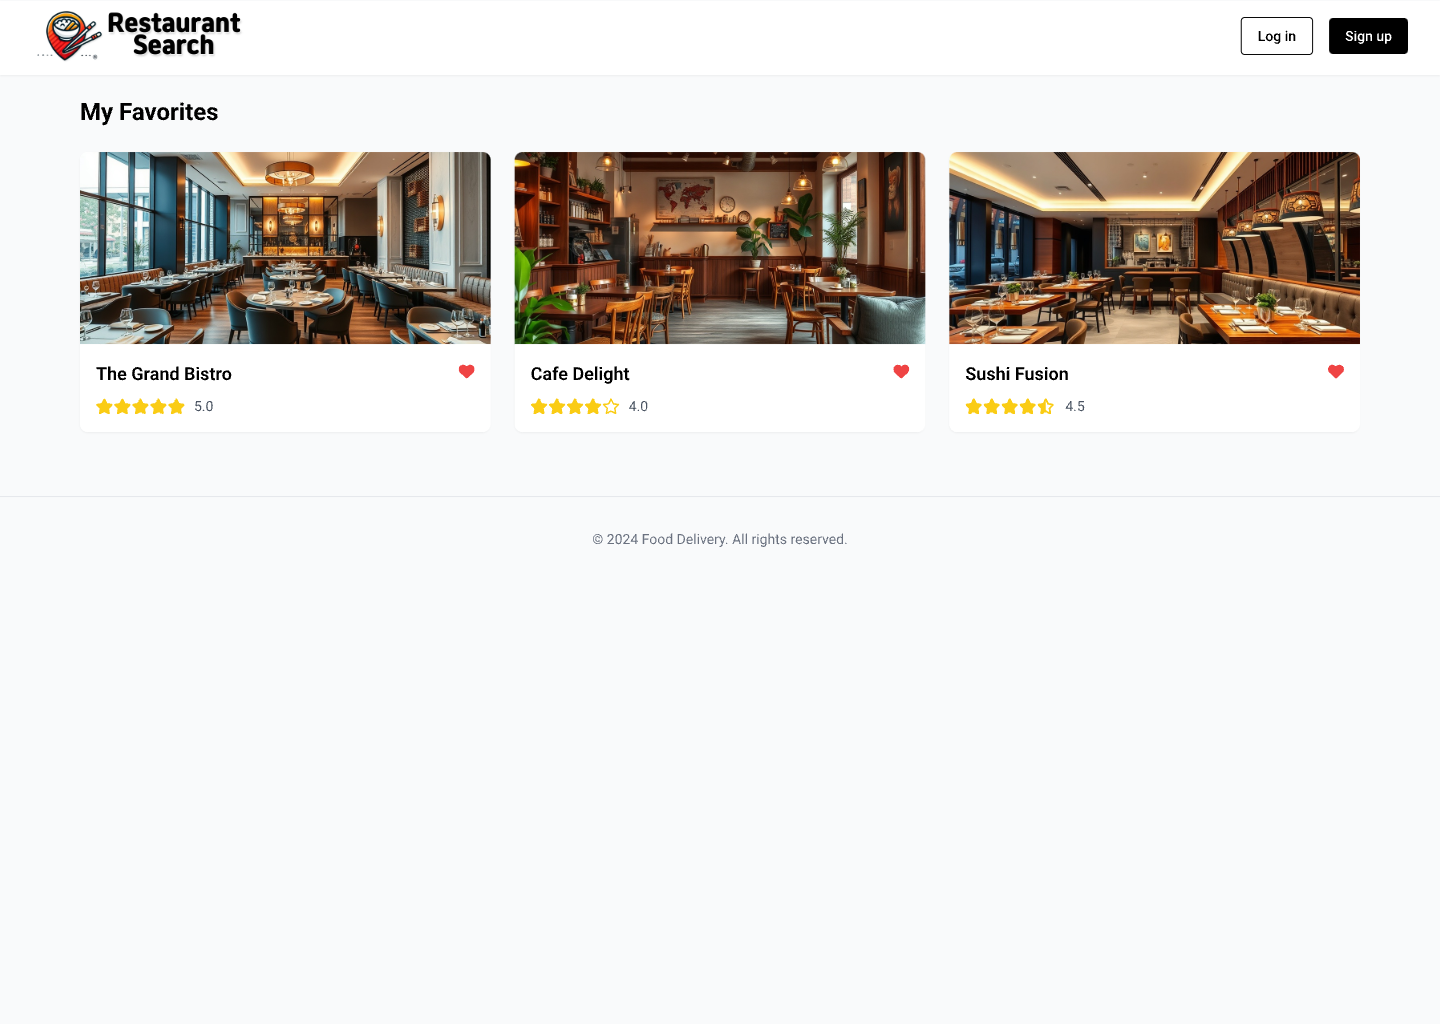 Restaurant
Search
Log in
Sign up
My Favorites
The Grand Bistro
5.0
Cafe Delight
4.0
Sushi Fusion
4.5
© 2024 Food Delivery. All rights reserved.